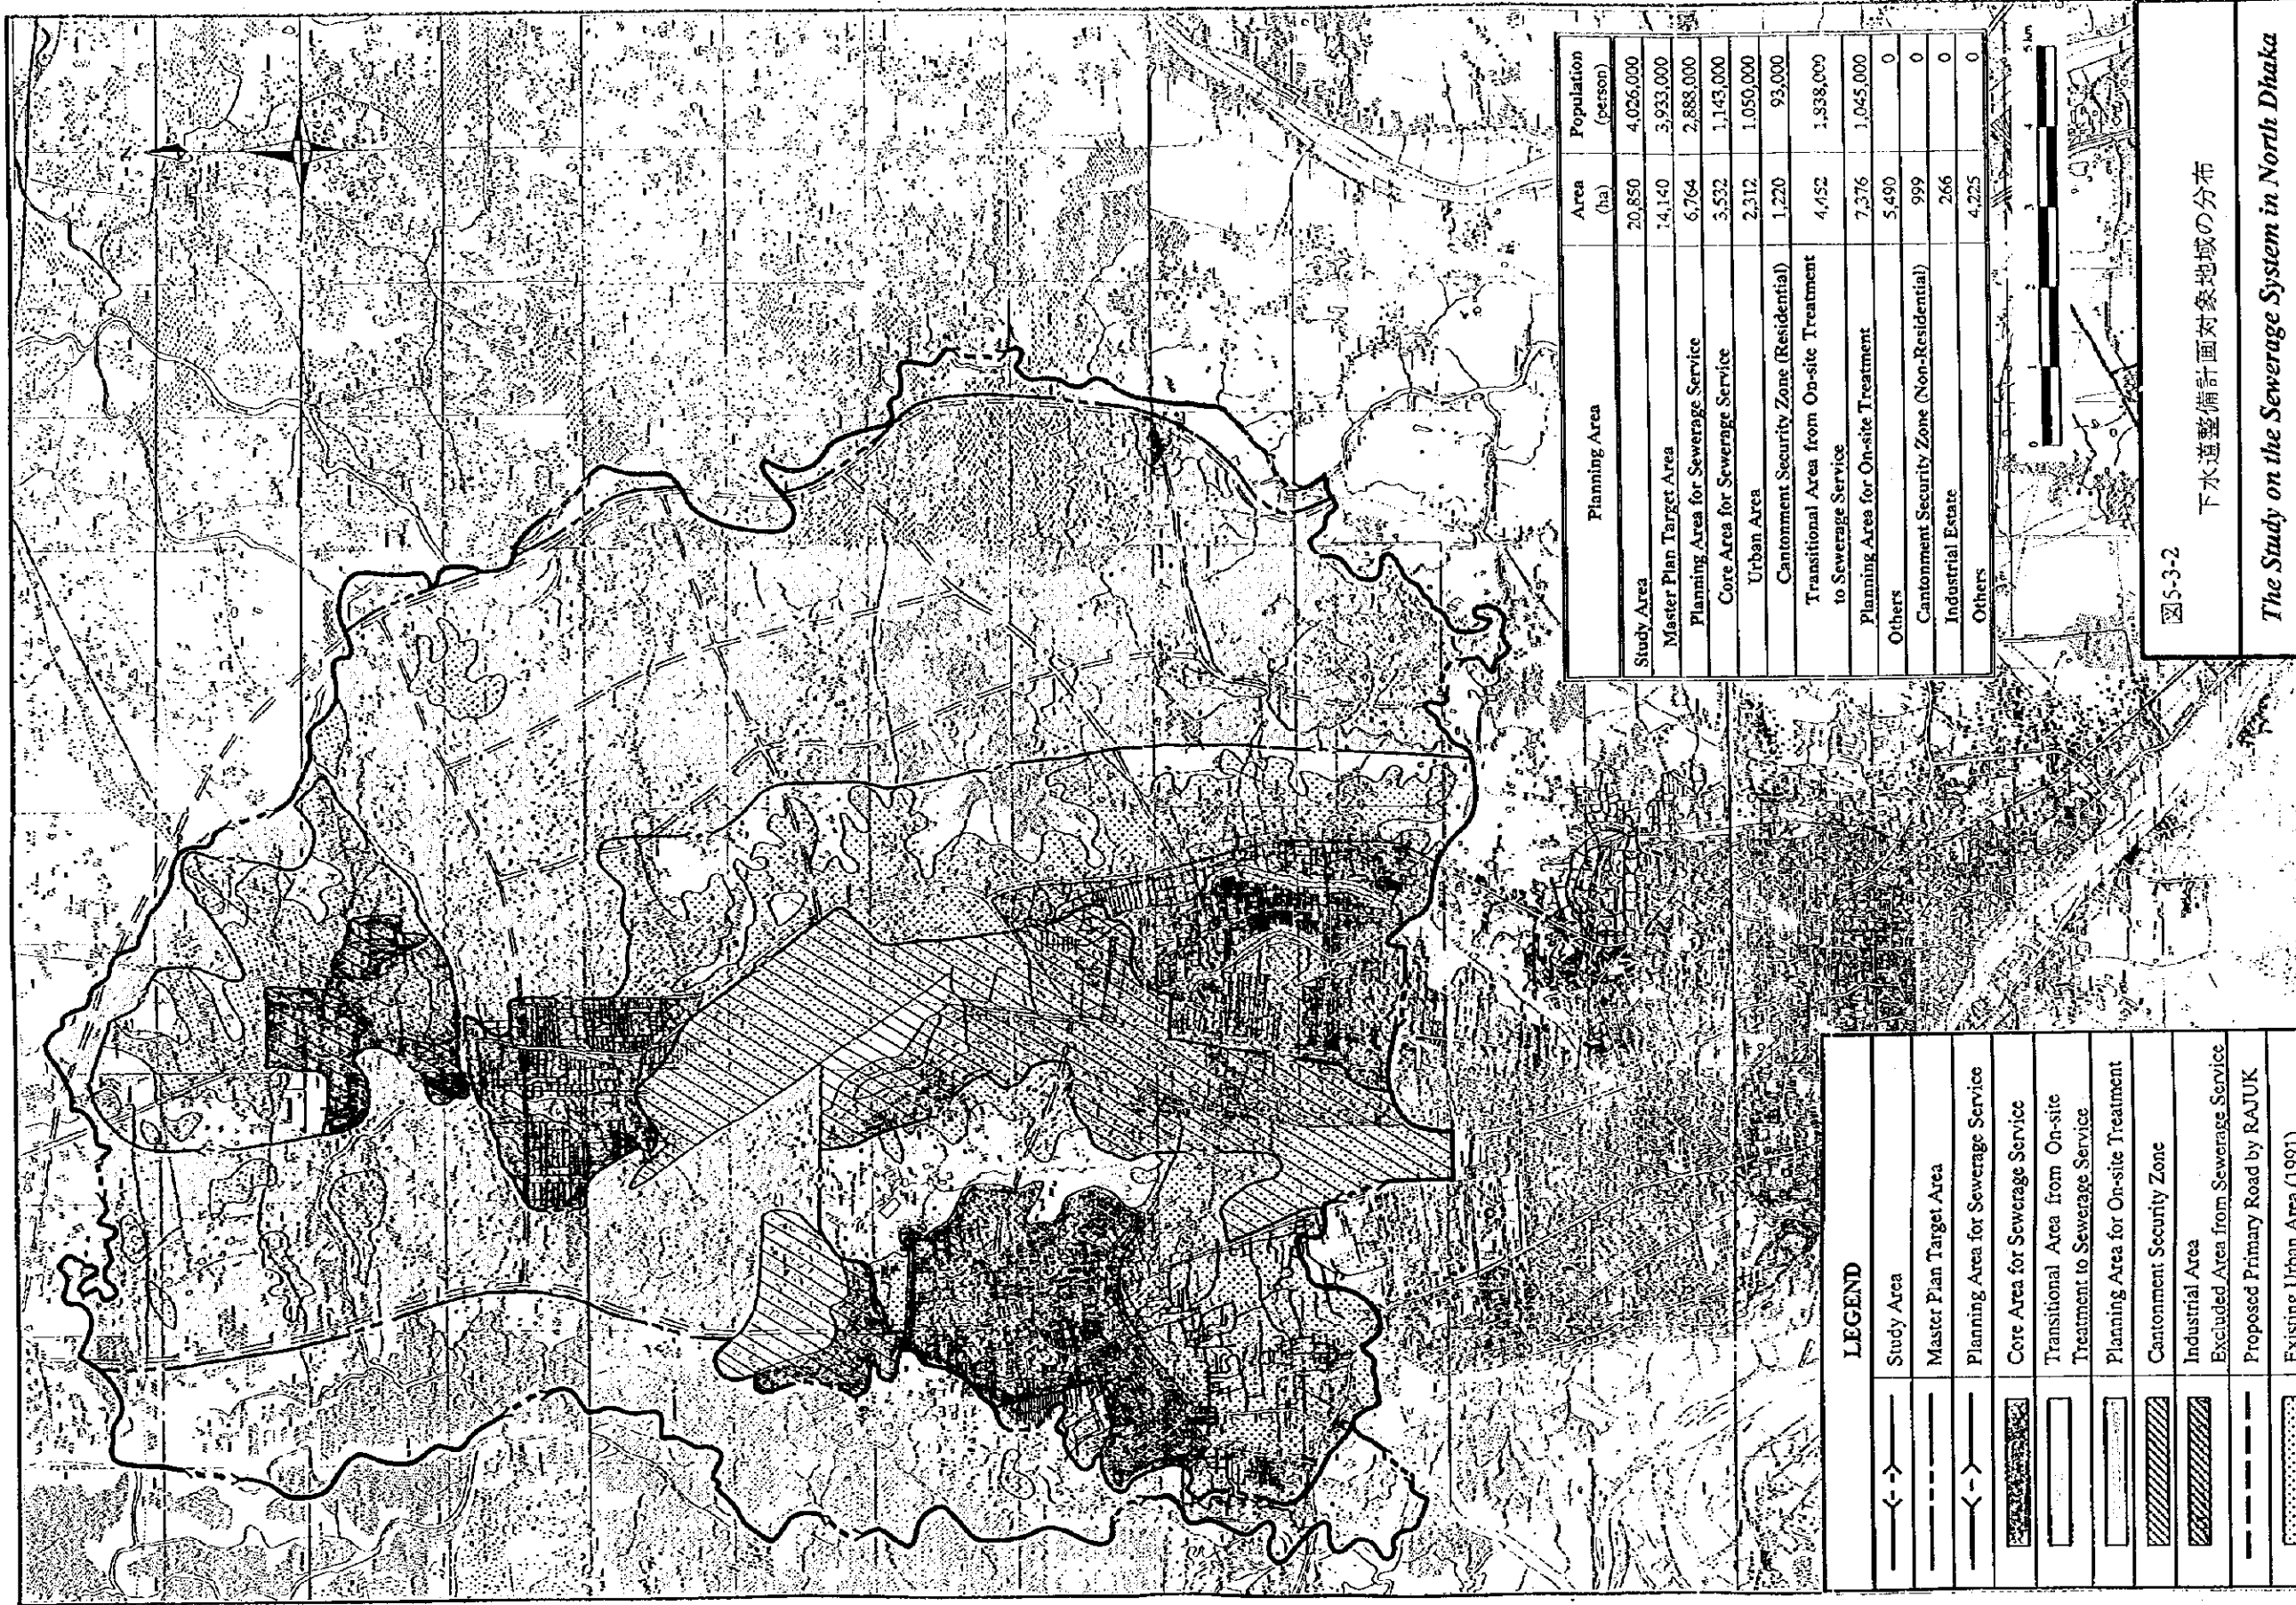 N
Planning Area Area (ha) Population (person)
Study Area 20,850 4,026,000
Master Plan Target Area 14,140 3,933,000
Planning Area for Sewerage Service 6,764 2,888,000
Core Area for Sewerage Service 3,532 1,143,000
Urban Area 2,312 1,050,000
Cantonment Security Zone (Residential) 1,220 93,000
Transitional Area from On-site Treatment
to Sewerage Service 4,452 1,838,000
Planning Area for On-site Treatment 7,376 1,045,000
Others 5,490 0
Cantonment Security Zone (Non-Residential) 999 0
Industrial Estate 266 0
Others 4,225 0
0 1 2 3 4 5 km
LEGEND
Study Area
Master Plan Target Area
Planning Area for Sewerage Service
Core Area for Sewerage Service
Transitional Area from On-site
Treatment to Sewerage Service
Planning Area for On-site Treatment
Cantonment Security Zone
Industrial Area
Excluded Area from Sewerage Service
Proposed Primary Road by RAJUK
Existing Urban Area (1991)
図5-3-2
下水道整備計画対象地域の分布
The Study on the Sewerage System in North Dhaka